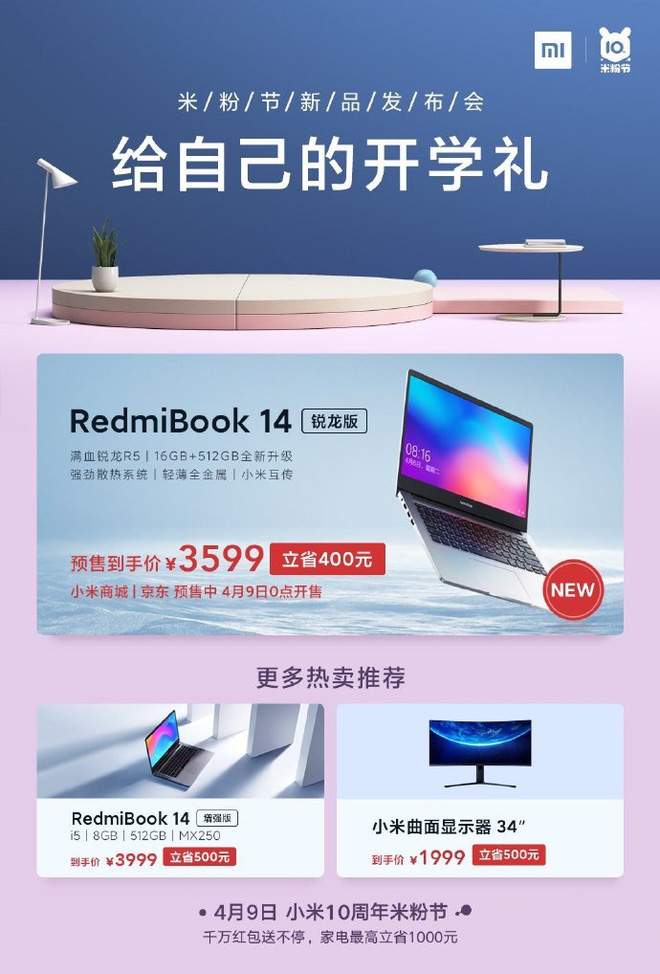 mi
10
米粉节
米/粉/节/新/品/发/布/会
给自己的开学礼
RedmiBook 14 锐龙版
满血锐龙R5 | 16GB+512GB全新升级
强劲散热系统 | 轻薄全金属 | 小米互传
08:16
4月6日, 星期二
预售到手价 ¥3599 立省400元
小米商城 | 京东 预售中 4月9日0点开售
NEW
更多热卖推荐
RedmiBook 14 增强版
i5 | 8GB | 512GB | MX250
到手价 ¥3999 立省500元
小米曲面显示器 34″
到手价 ¥1999 立省500元
• 4月9日 小米10周年米粉节
千万红包送不停，家电最高立省1000元